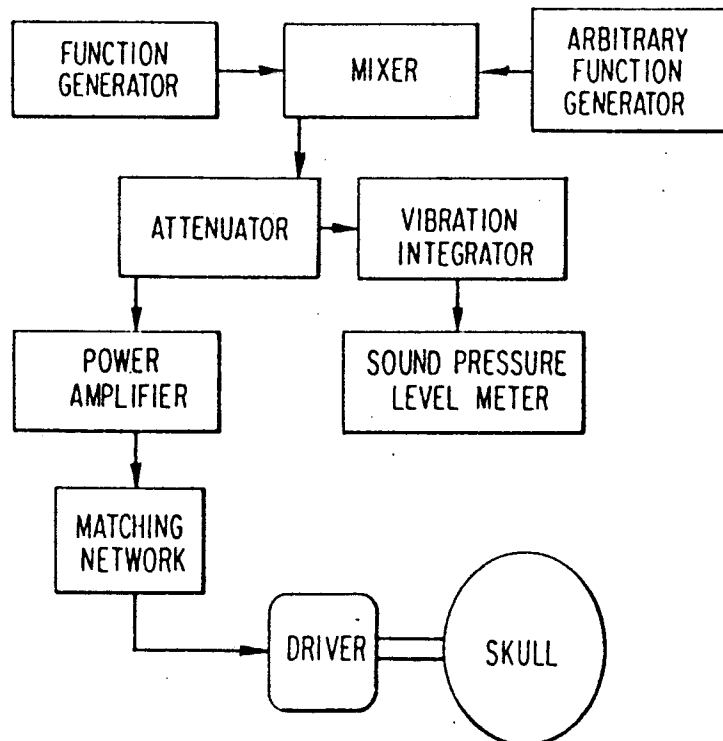 FUNCTION
GENERATOR
MIXER
ARBITRARY
FUNCTION
GENERATOR
ATTENUATOR
VIBRATION
INTEGRATOR
POWER
AMPLIFIER
SOUND PRESSURE
LEVEL METER
MATCHING
NETWORK
DRIVER
SKULL